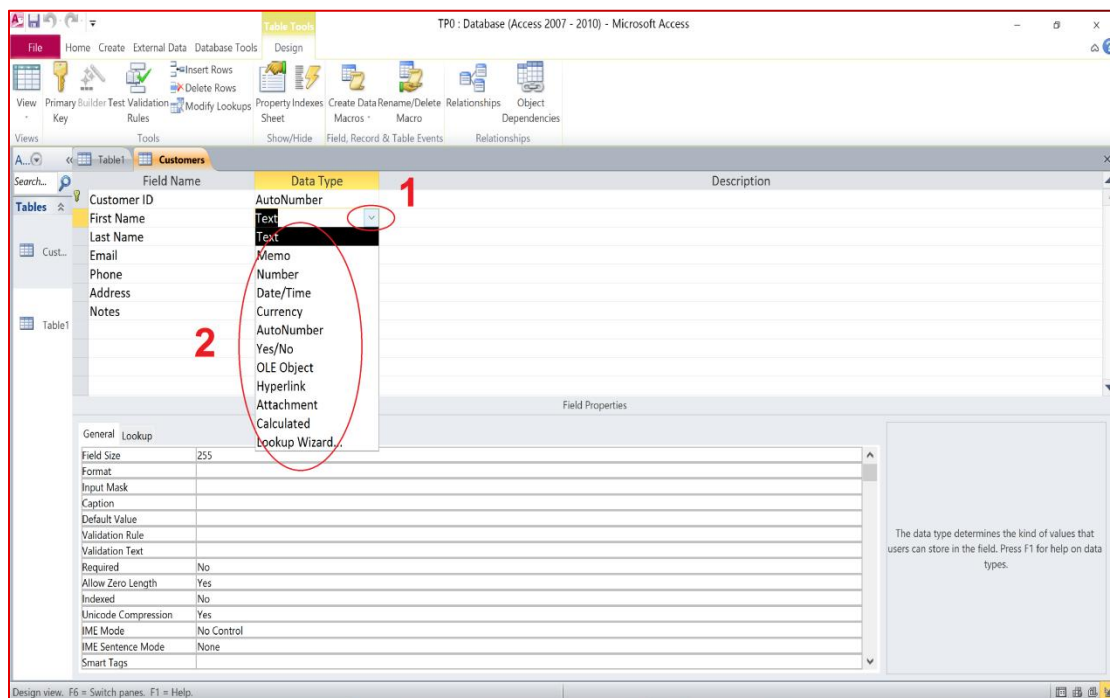 TP0 : Database (Access 2007 - 2010) - Microsoft Access
Table Tools
File Home Create External Data Database Tools Design
Insert Rows
Delete Rows
Modify Lookups
View Primary Key Builder Test Validation Rules Property Sheet Indexes Create Data Macros Rename/Delete Macro Relationships Object Dependencies
Views Tools Show/Hide Field, Record & Table Events Relationships
A... Table1 Customers
Search...
Tables
Cust...
Table1
Field Name Data Type Description
1
Customer ID AutoNumber
First Name Text
Last Name Text
Email Memo
Phone Number
Address Date/Time
Notes Currency
AutoNumber
2
Yes/No
OLE Object
Hyperlink
Attachment
Calculated
Lookup Wizard...
Field Properties
General Lookup
Field Size 255
Format
Input Mask
Caption
Default Value
Validation Rule
Validation Text
Required No
Allow Zero Length Yes
Indexed No
Unicode Compression Yes
IME Mode No Control
IME Sentence Mode None
Smart Tags
The data type determines the kind of values that
users can store in the field. Press F1 for help on data
types.
Design view. F6 = Switch panes. F1 = Help.